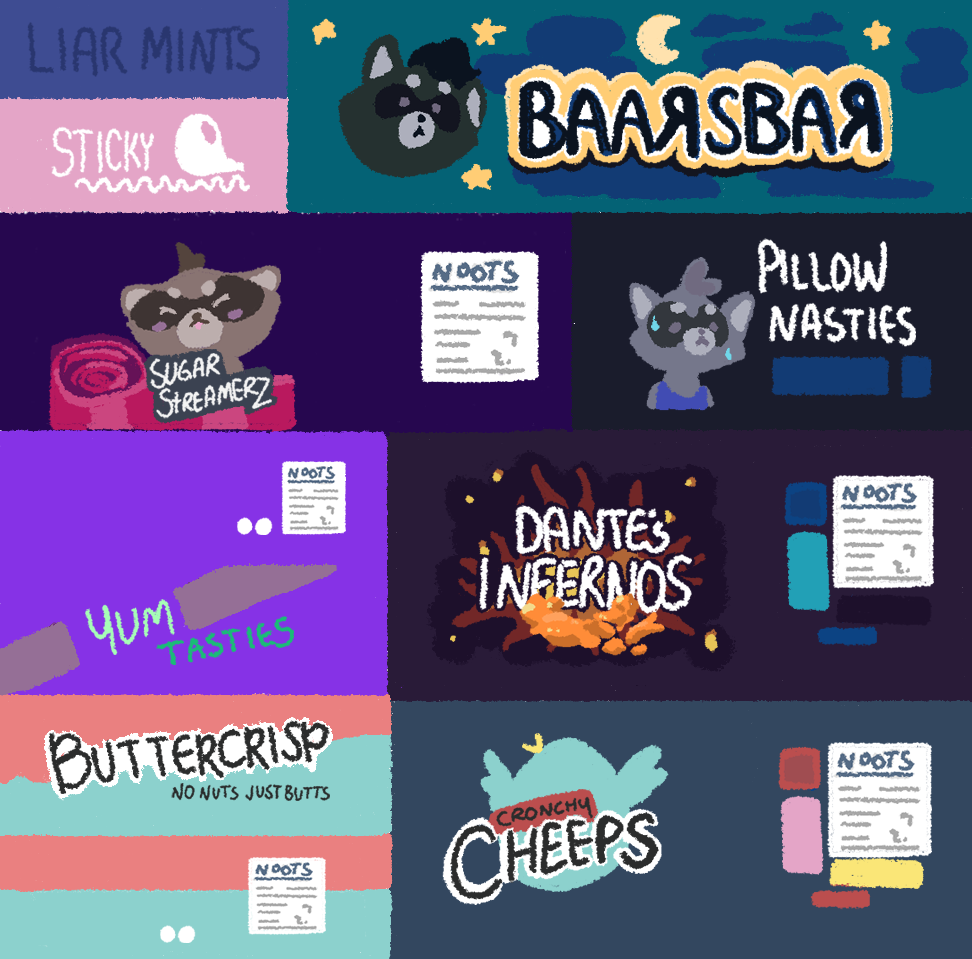 LIAR MINTS
BAAЯSBAЯ
STICKY
SUGAR
STREAMERZ
NOOTS
PILLOW
NASTIES
NOOTS
YUM
TASTIES
DANTE's
INFERNOS
NOOTS
BUTTERCRISP
NO NUTS JUST BUTTS
NOOTS
CRONCHY
CHEEPS
NOOTS